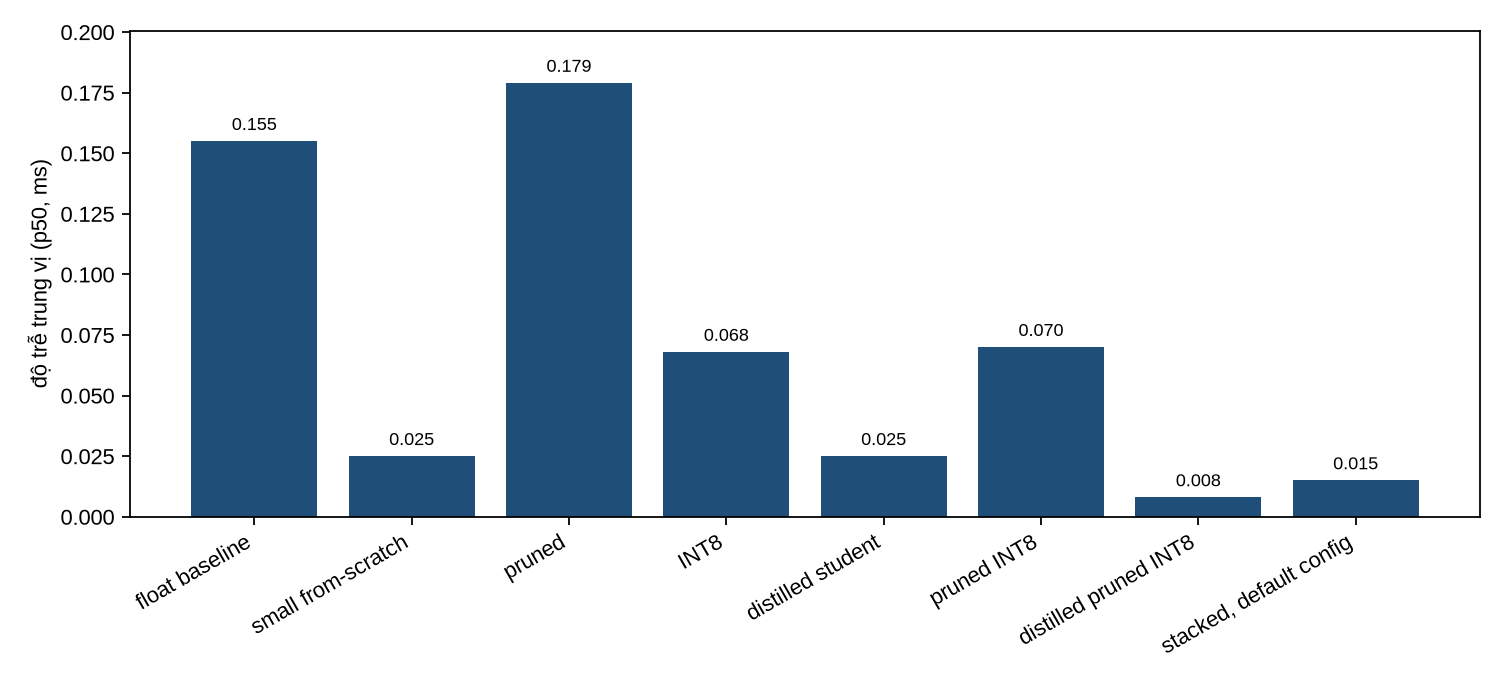 độ trễ trung vị (p50, ms)
0.200
0.175
0.150
0.125
0.100
0.075
0.050
0.025
0.000
0.155
0.025
0.179
0.068
0.025
0.070
0.008
0.015
float baseline
small from-scratch
pruned
INT8
distilled student
pruned INT8
distilled pruned INT8
stacked, default config